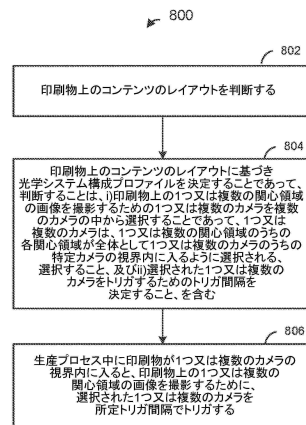 800
802
印刷物上のコンテンツのレイアウトを判断する
804
印刷物上のコンテンツのレイアウトに基づき
光学システム構成プロファイルを決定することであって、
判断することは、i)印刷物上の1つ又は複数の関心領域
の画像を撮影するための1つ又は複数のカメラを複数
のカメラの中から選択することであって、1つ又は
複数のカメラは、1つ又は複数の関心領域のうちの
各関心領域が全体として1つ又は複数のカメラのうちの
特定カメラの視界内に入るように選択される、
選択すること、及びii)選択された1つ又は複数の
カメラをトリガするためのトリガ間隔を
決定すること、を含む
806
生産プロセス中に印刷物が1つ又は複数のカメラの
視界内に入ると、印刷物上の1つ又は複数の
関心領域の画像を撮影するために、
選択された1つ又は複数のカメラを
所定トリガ間隔でトリガする